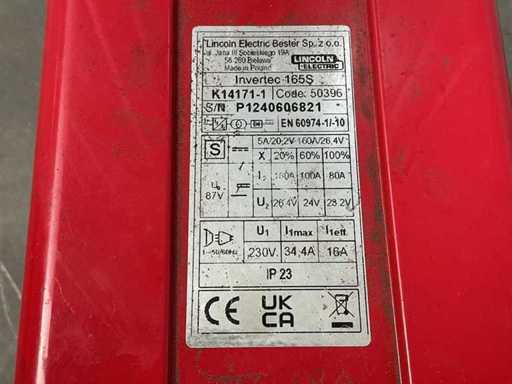 Lincoln Electric Bester Sp. z o.o.
ul. Jana III Sobieskiego 19A
58-260 Bielawa
Made in Poland
LINCOLN
ELECTRIC
Invertec 165S
K14171-1 Code: 50396
S/N P1240606821
EN 60974-1/-10
S
5A/20,2V-160A/26,4V
X 20% 60% 100%
I₂ 160A 100A 80A
U₀
87V
U₂ 26,4V 24V 23.2V
U₁ I₁max I₁eff.
1~50/60Hz
230V 34,4A 16A
IP 23
CE UK
CA